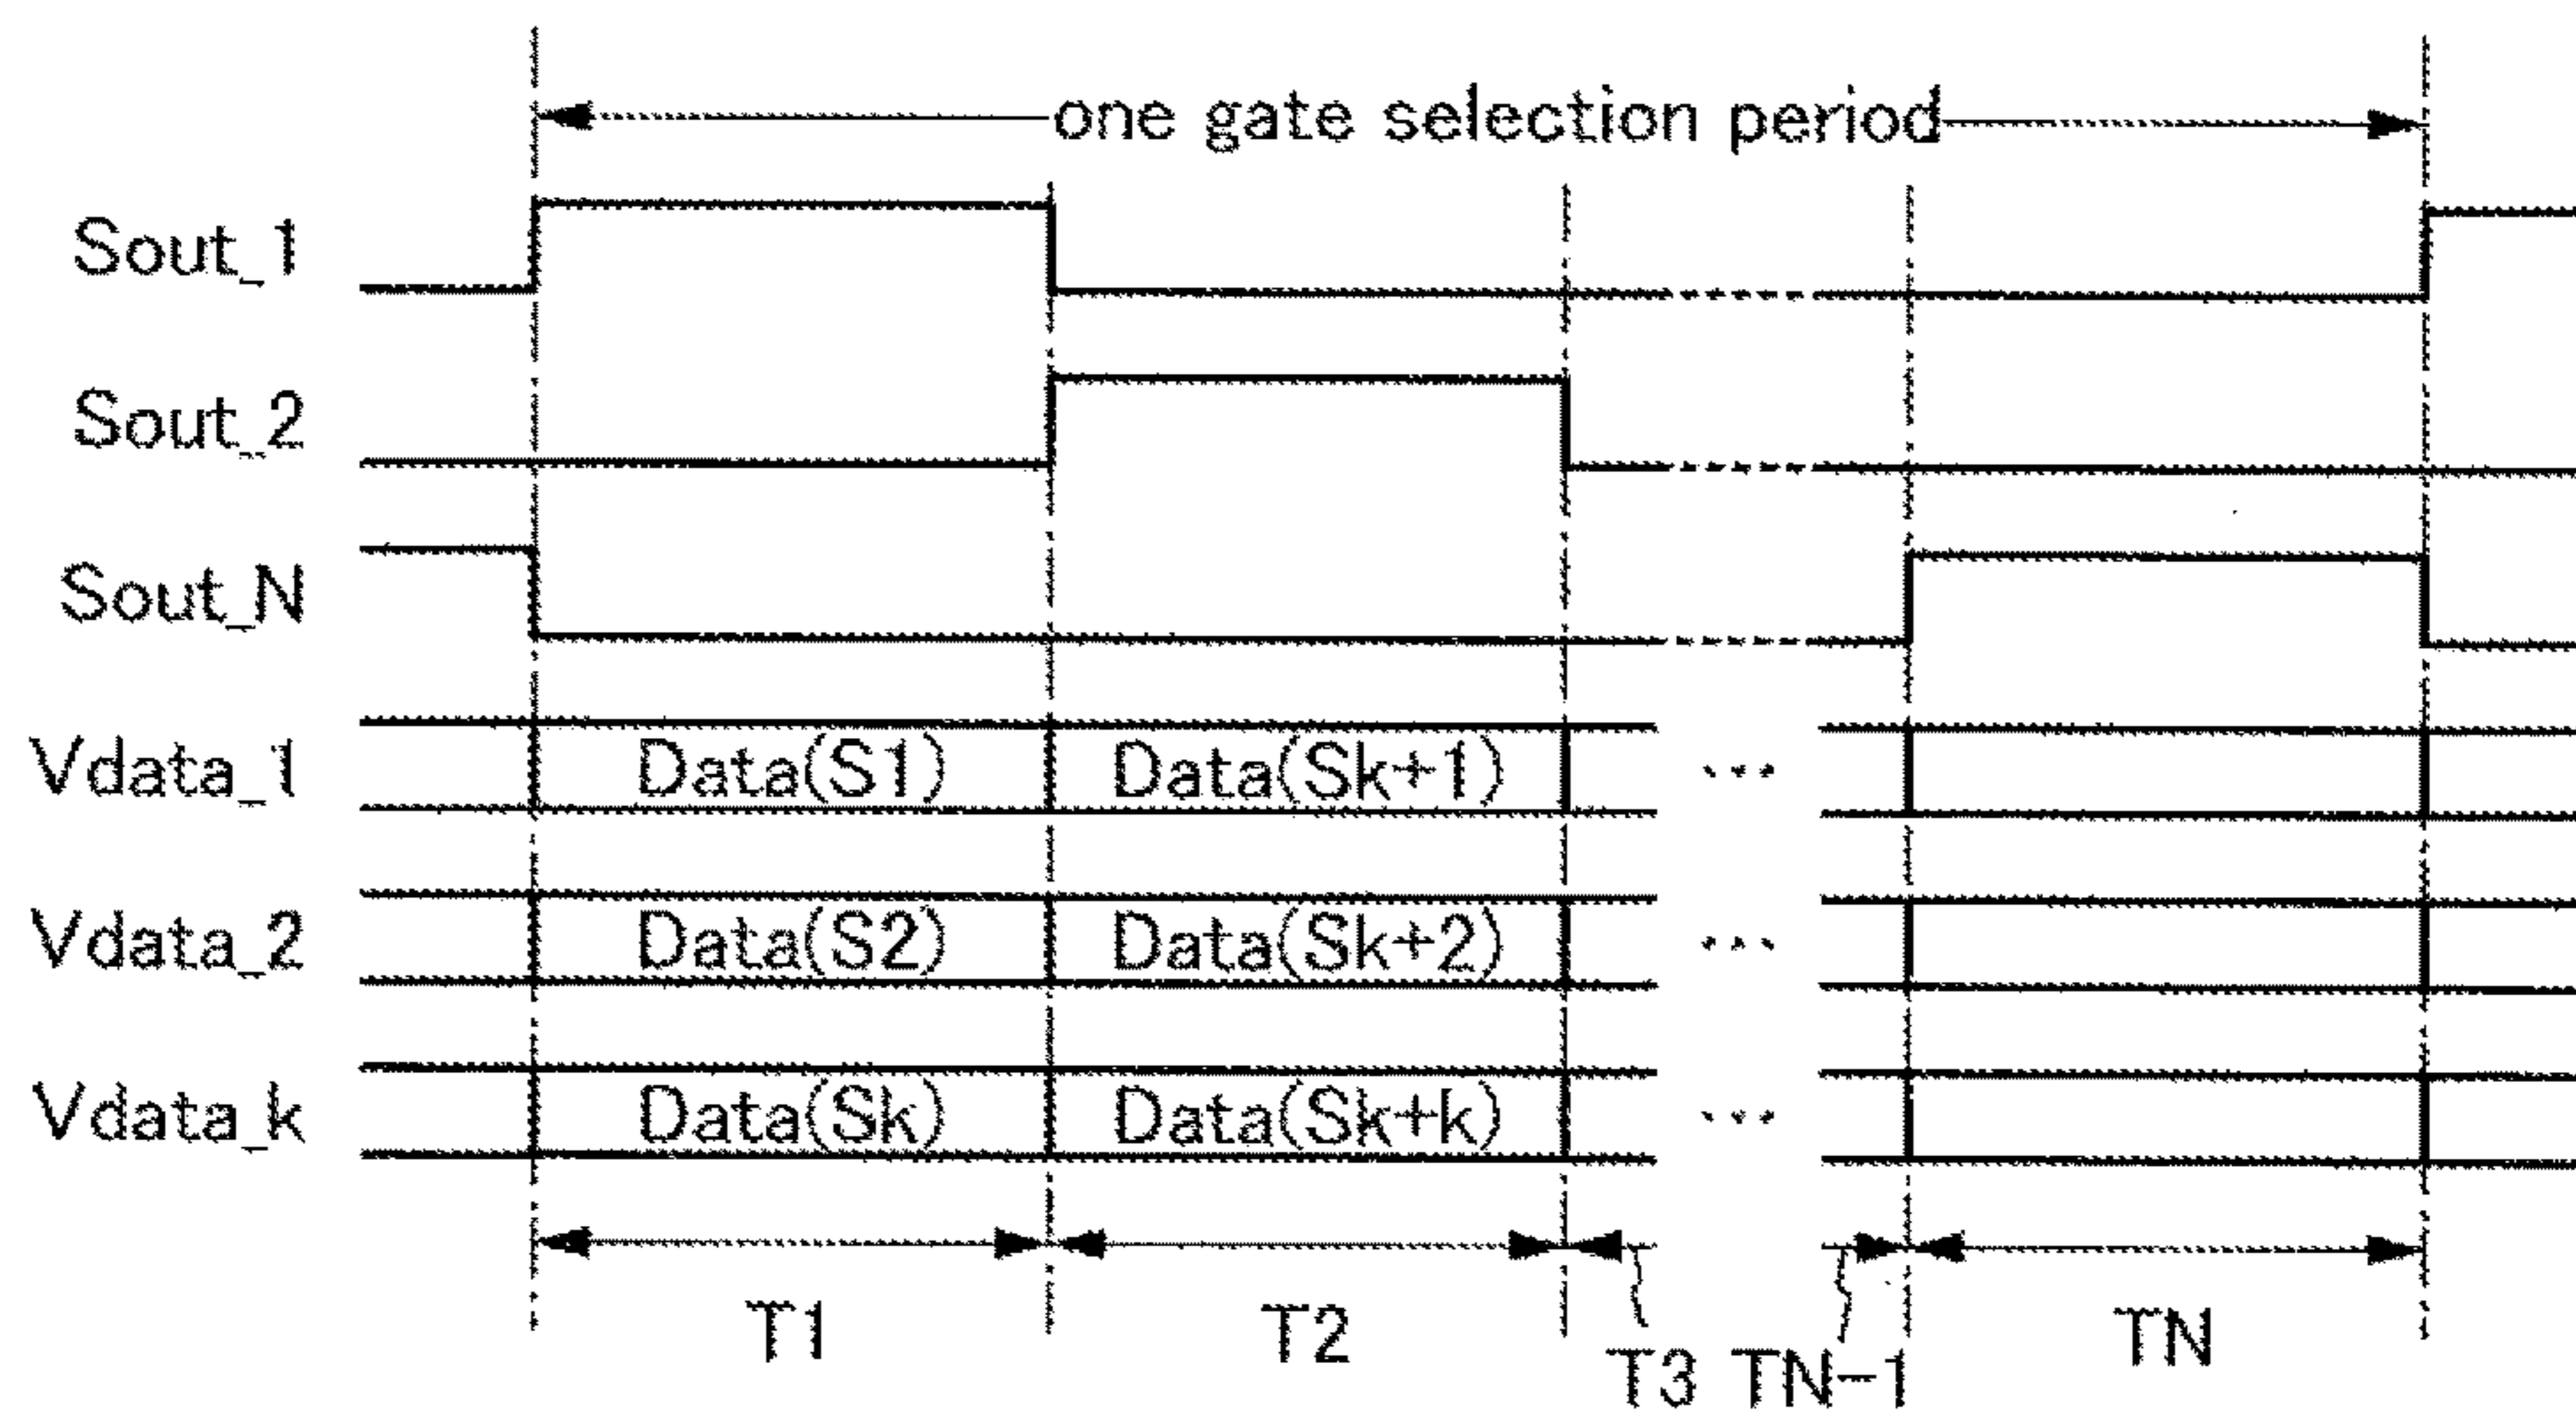 one gate selection period
Sout_1
Sout_2
Sout_N
Vdata_1 Data(S1) Data(Sk+1) ...
Vdata_2 Data(S2) Data(Sk+2) ...
Vdata_k Data(Sk) Data(Sk+k) ...
T1 T2 T3 TN-1 TN